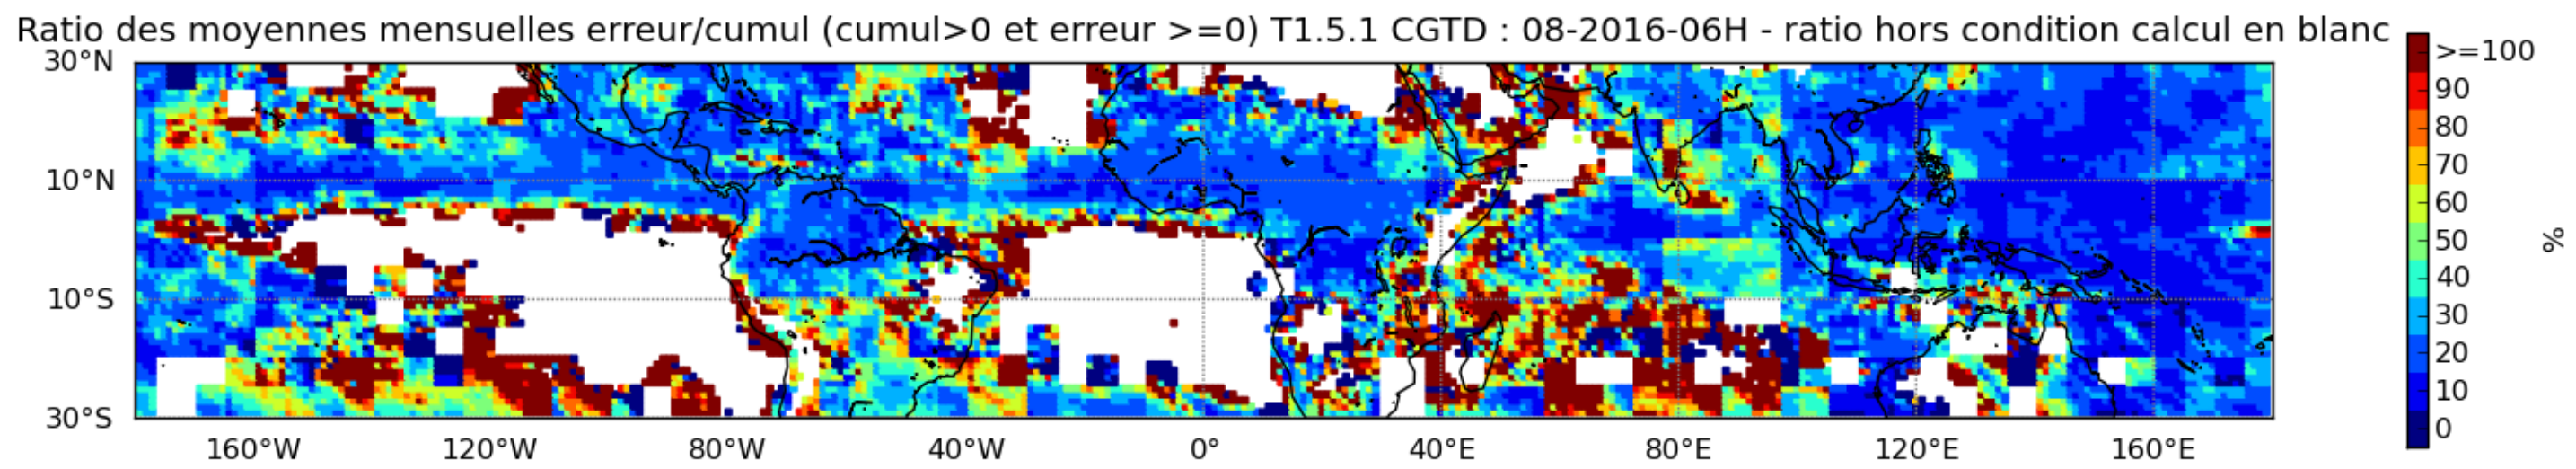 Ratio des moyennes mensuelles erreur/cumul (cumul>0 et erreur >=0) T1.5.1 CGTD : 08-2016-06H - ratio hors condition calcul en blanc
30°N
10°N
10°S
30°S
160°W 120°W 80°W 40°W 0° 40°E 80°E 120°E 160°E
>=100
90
80
70
60
50
40
30
20
10
0
%